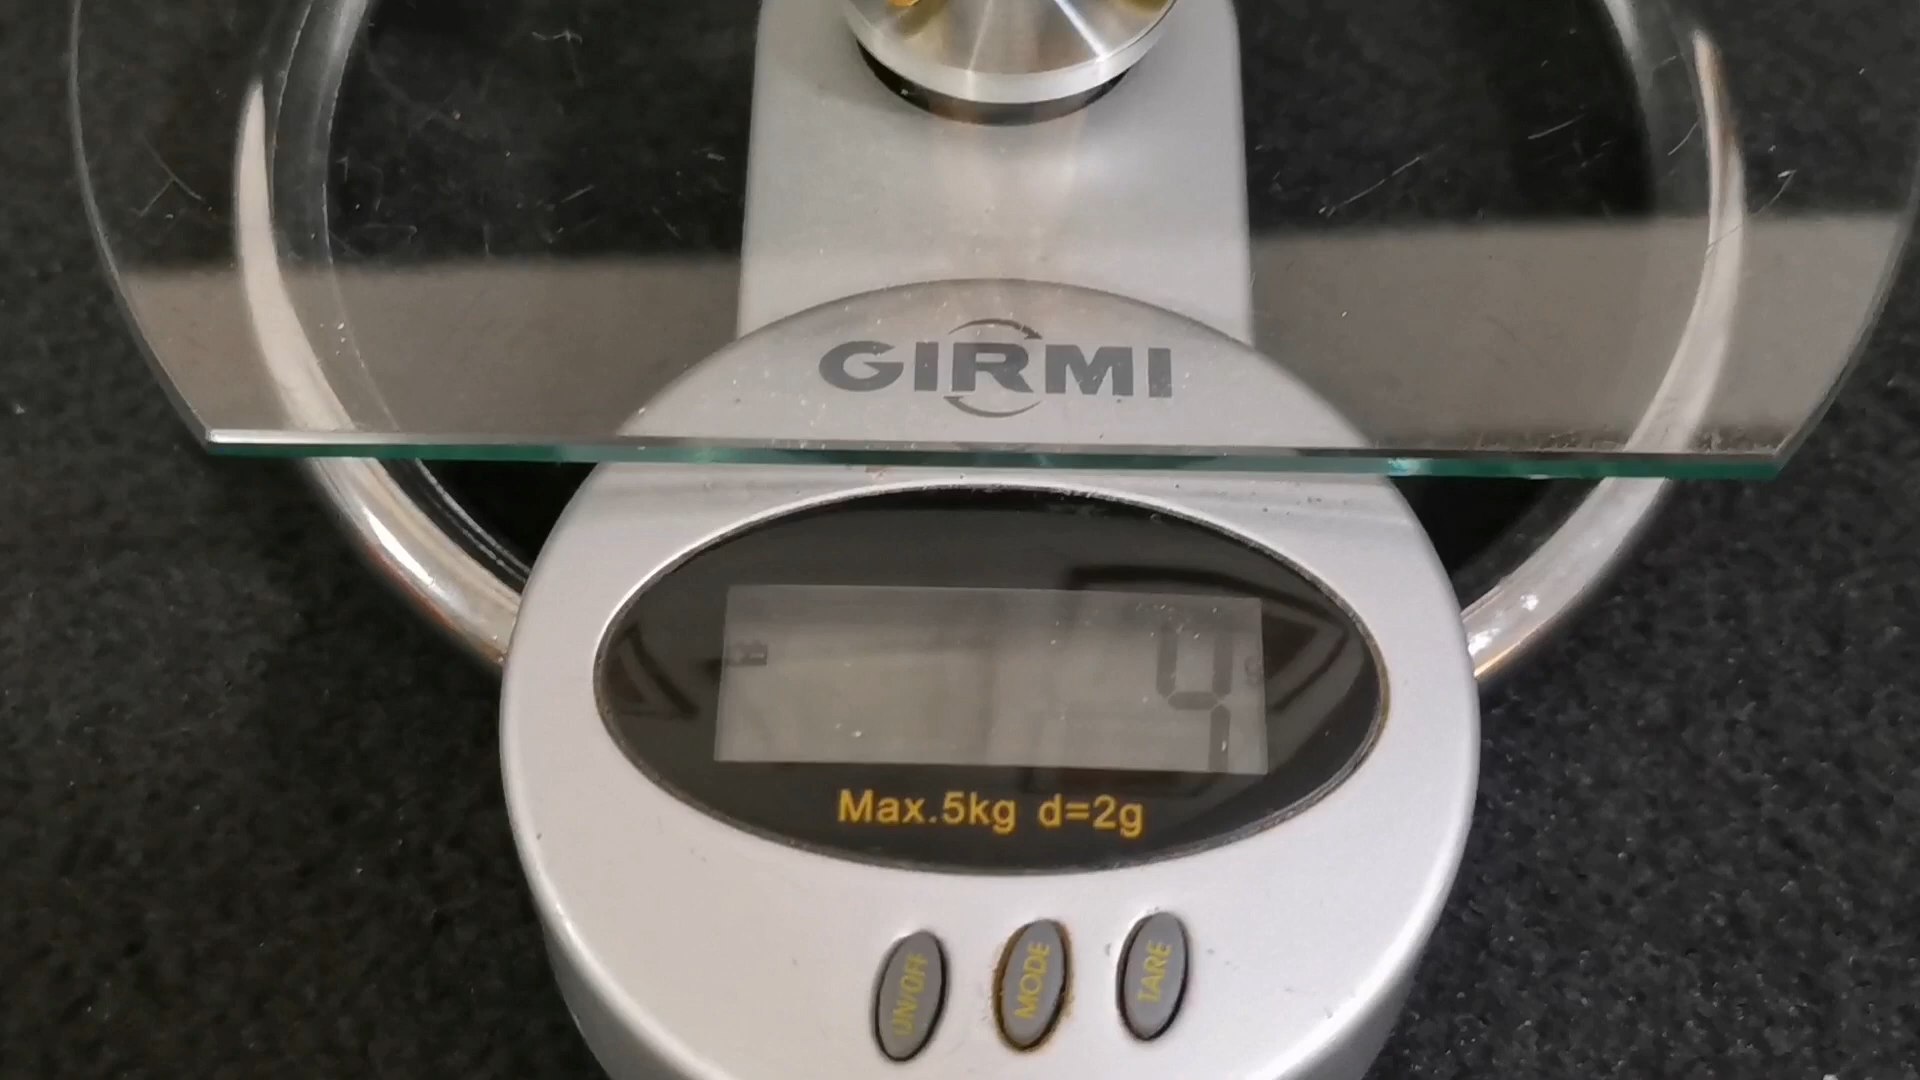 GIRMI
4 g
Max.5kg d=2g
ON/OFF
MODE
TARE